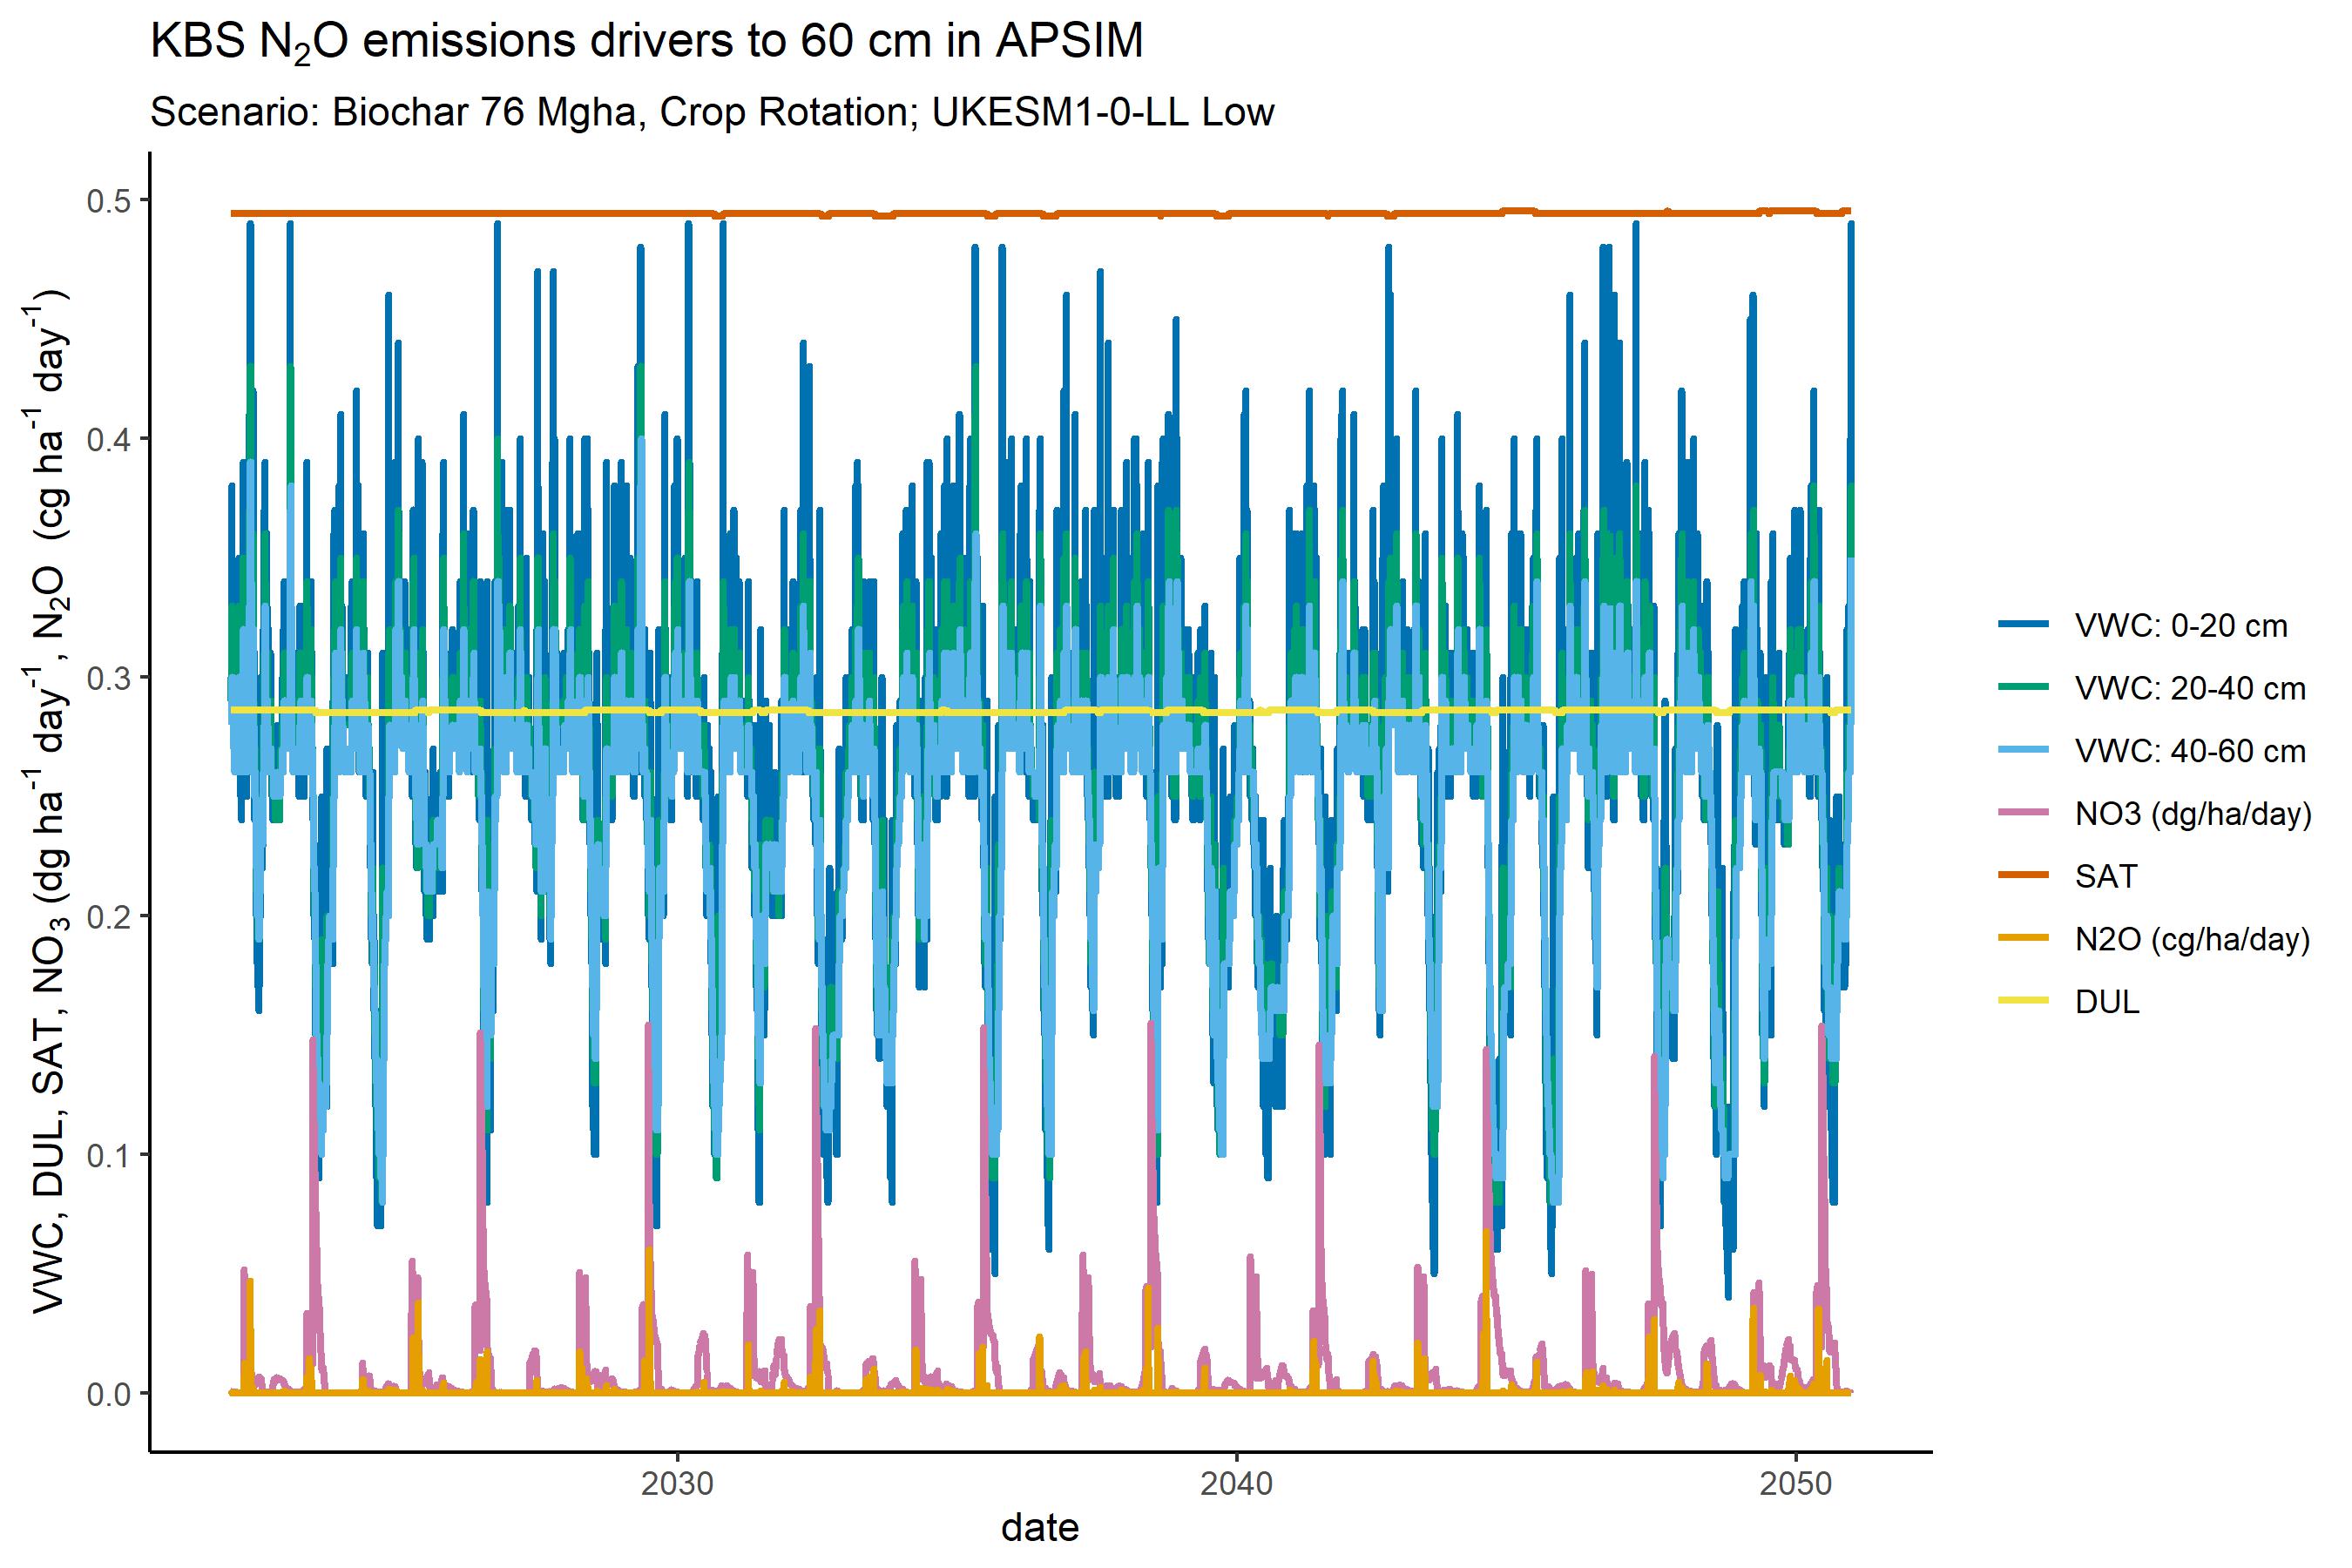 KBS N₂O emissions drivers to 60 cm in APSIM
Scenario: Biochar 76 Mgha, Crop Rotation; UKESM1-0-LL Low
VWC, DUL, SAT, NO₃ (dg ha⁻¹ day⁻¹, N₂O (cg ha⁻¹ day⁻¹)
0.5
0.4
0.3
0.2
0.1
0.0
2030 2040 2050
date
VWC: 0-20 cm
VWC: 20-40 cm
VWC: 40-60 cm
NO3 (dg/ha/day)
SAT
N2O (cg/ha/day)
DUL